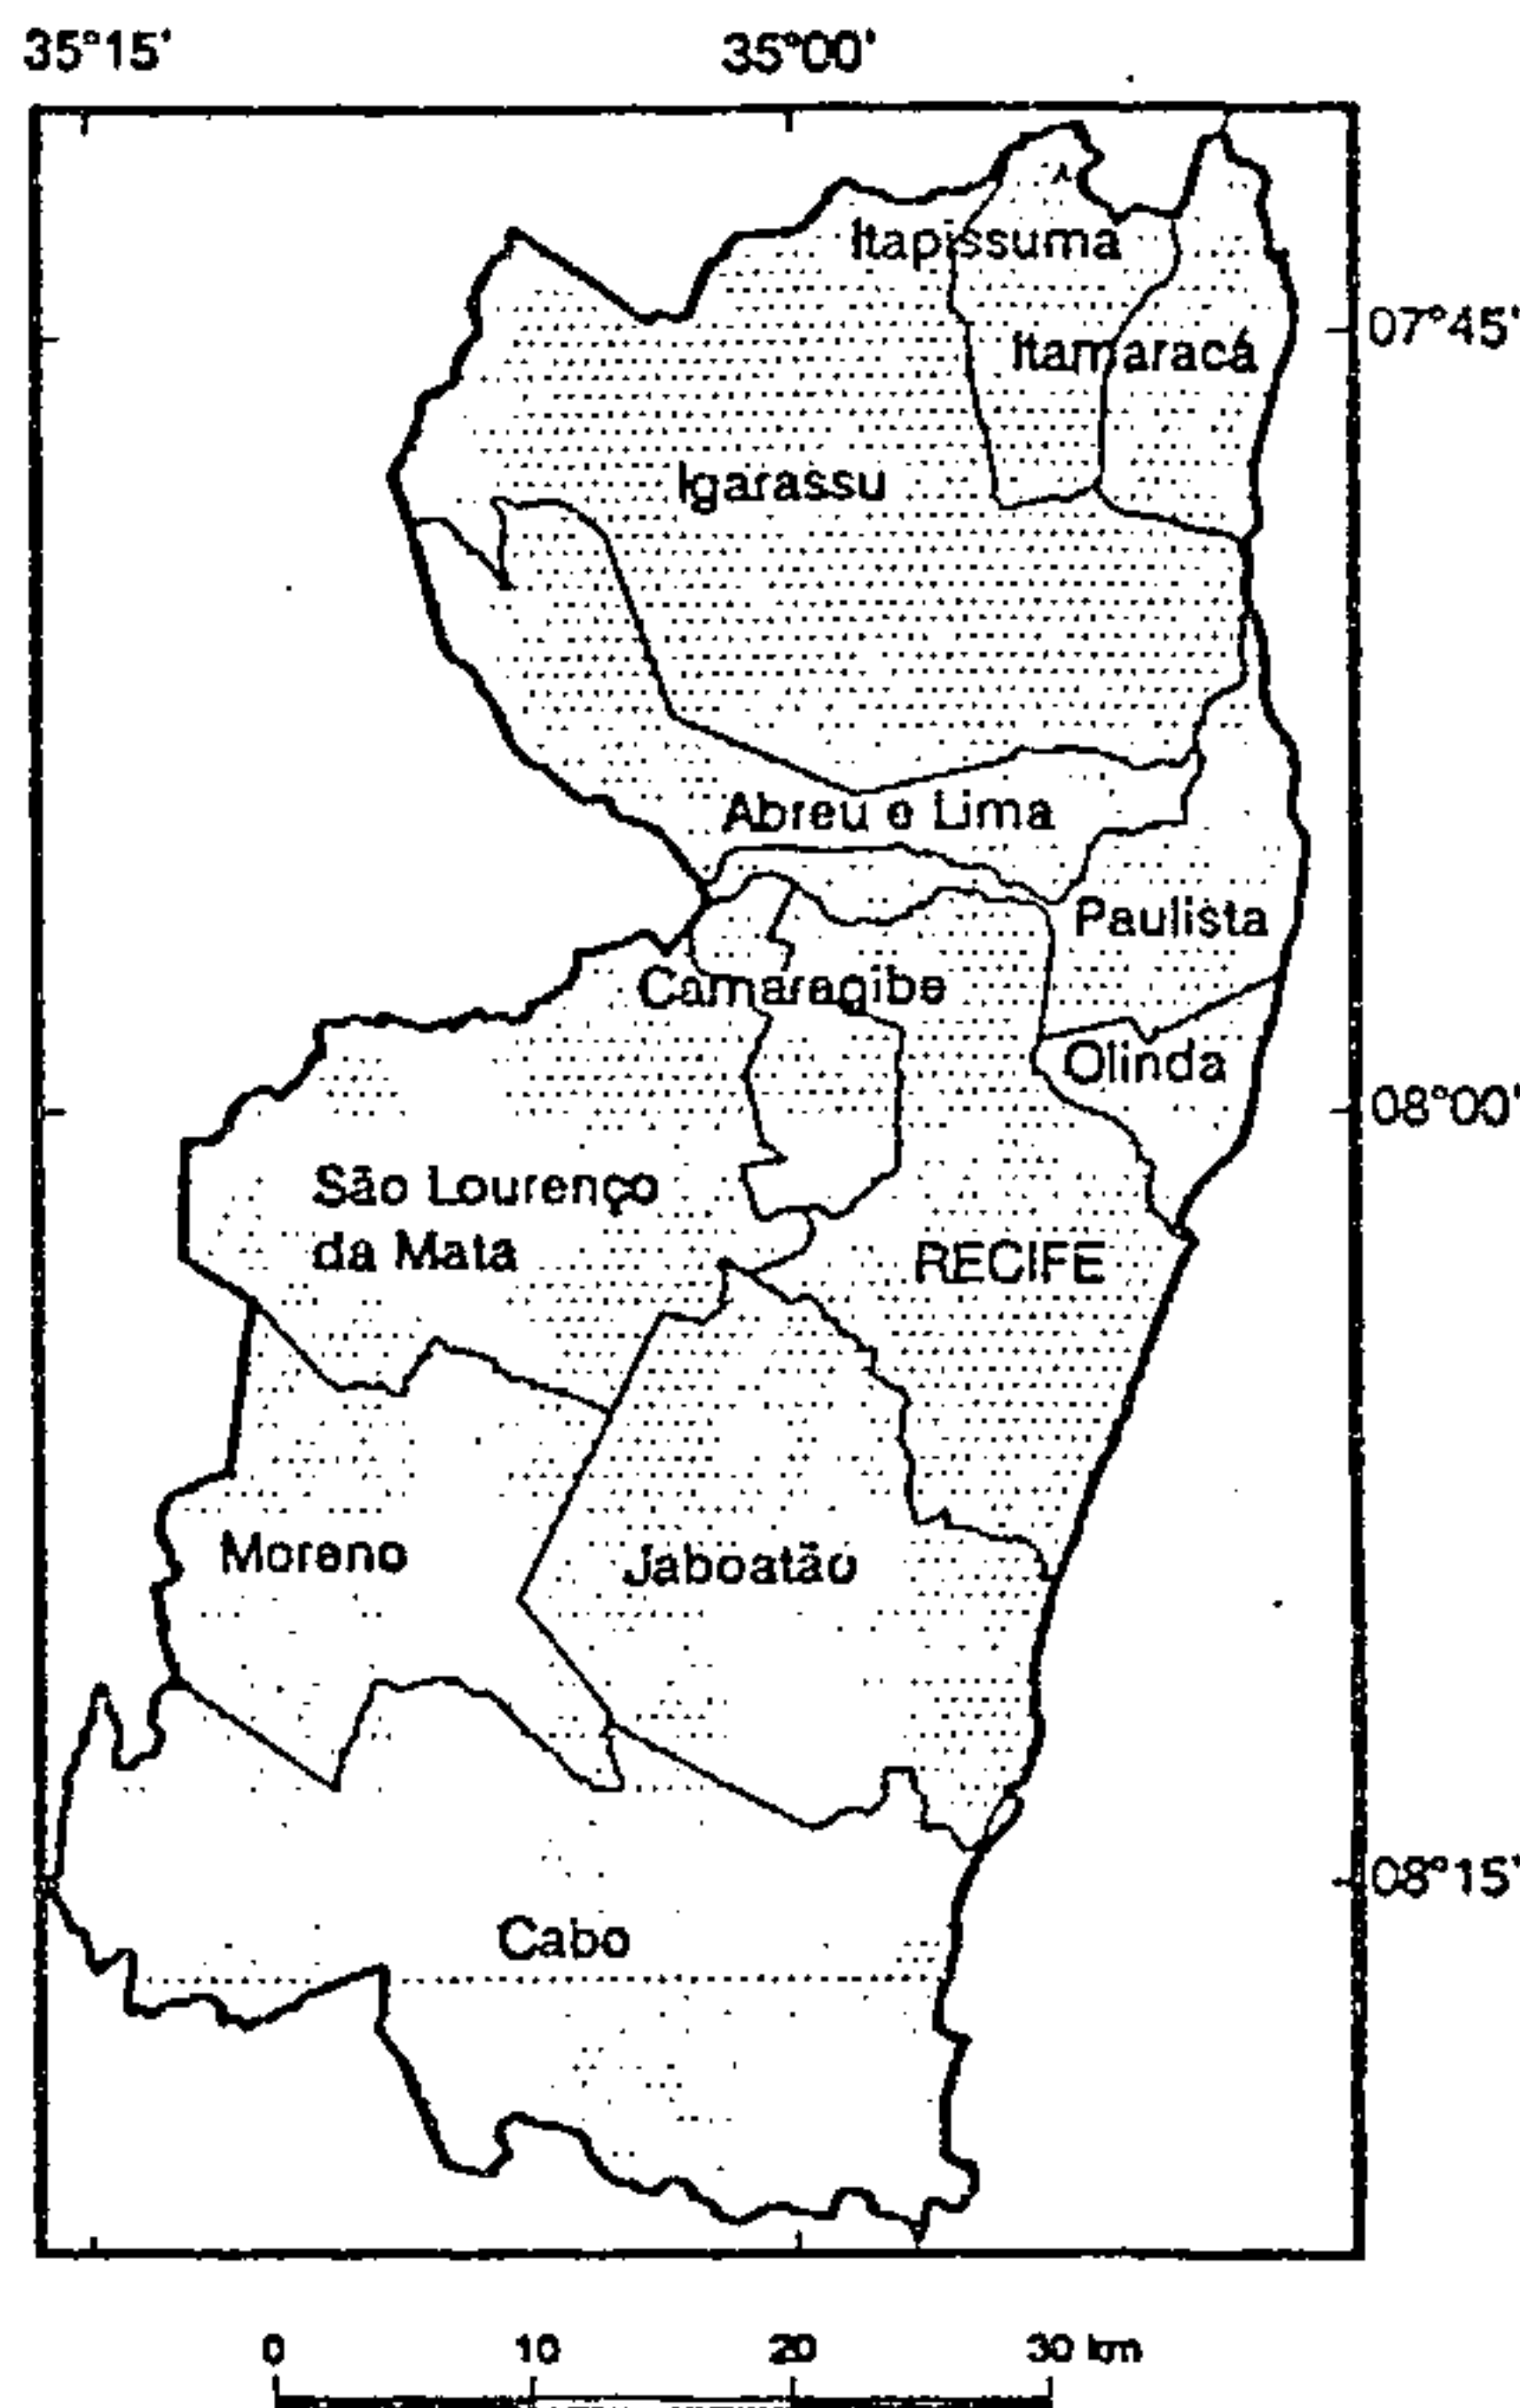 35°15'
35°00'
Itapissuma
07°45'
Itamaracá
Igarassu
Abreu e Lima
Paulista
Camaragibe
Olinda
08°00'
São Lourenço
da Mata
RECIFE
Moreno
Jaboatão
08°15'
Cabo
0 10 20 30 km